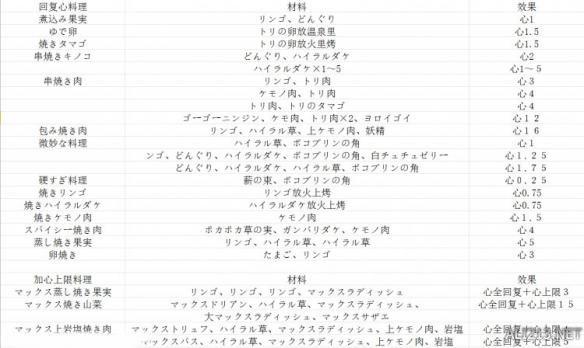 回复心料理 材料 效果
煮込み果実 リンゴ、どんぐり 心1
ゆで卵 トリの卵放温泉里 心1.5
焼きタマゴ トリの卵放火里烤 心1.5
串焼きキノコ どんぐり、ハイラルダケ 心2
ハイラルダケ×1～5 心1～5
串焼き肉 リンゴ、トリ肉 心3
ケモノ肉、トリ肉 心4
トリ肉、トリのタマゴ 心4
ゴーゴーニンジン、ケモ肉、トリ肉×2、ヨロイゴイ 心12
包み焼き肉 リンゴ、ハイラル草、上ケモノ肉、妖精 心16
微妙な料理 ハイラル草、ボコブリンの角 心1
ンゴ、どんぐり、ハイラルダケ、ボコブリンの角、白チュチュゼリー 心1.25
どんぐり、ハイラルダケ、ハイラル草、ボコブリンの角 心1.75
硬すぎ料理 薪の束、ボコブリンの角 心0.25
焼きリンゴ リンゴ放火上烤 心0.75
焼きハイラルダケ ハイラルダケ放火上烤 心0.75
焼きケモノ肉 ケモノ肉 心1.5
スパイシー焼き肉 ポカポカ草の実、ガンバリダケ、ケモノ肉 心4
蒸し焼き果実 リンゴ、ハイラル草、ハイラル草 心5
卵焼き たまご、リンゴ 心3
加心上限料理 材料 效果
マックス蒸し焼き果実 リンゴ、リンゴ、リンゴ、マックスラディッシュ 心全回复＋心上限3
マックス焼き山菜 マックスドリアン、ハイラル草、マックスラディッシュ、 心全回复＋心上限15
大マックスラディッシュ、マックスサザエ
マックス上岩塩焼き肉 マックストリュフ、ハイラル草、マックスラディッシュ、上ケモノ肉、岩塩 心全回复＋心上限
マックスバス、ハイラル草、マックスラディッシュ、上ケモノ肉、岩塩 心全回复＋心上限5